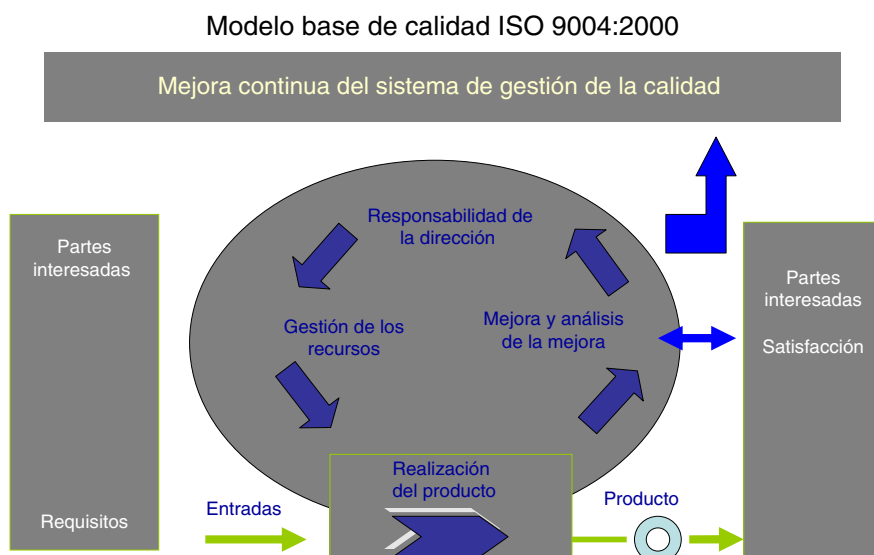 Modelo base de calidad ISO 9004:2000
Mejora continua del sistema de gestión de la calidad
Responsabilidad de
la dirección
Partes
interesadas
Partes
interesadas
Gestión de los
recursos
Mejora y análisis
de la mejora
Satisfacción
Realización
del producto
Requisitos
Entradas
Producto